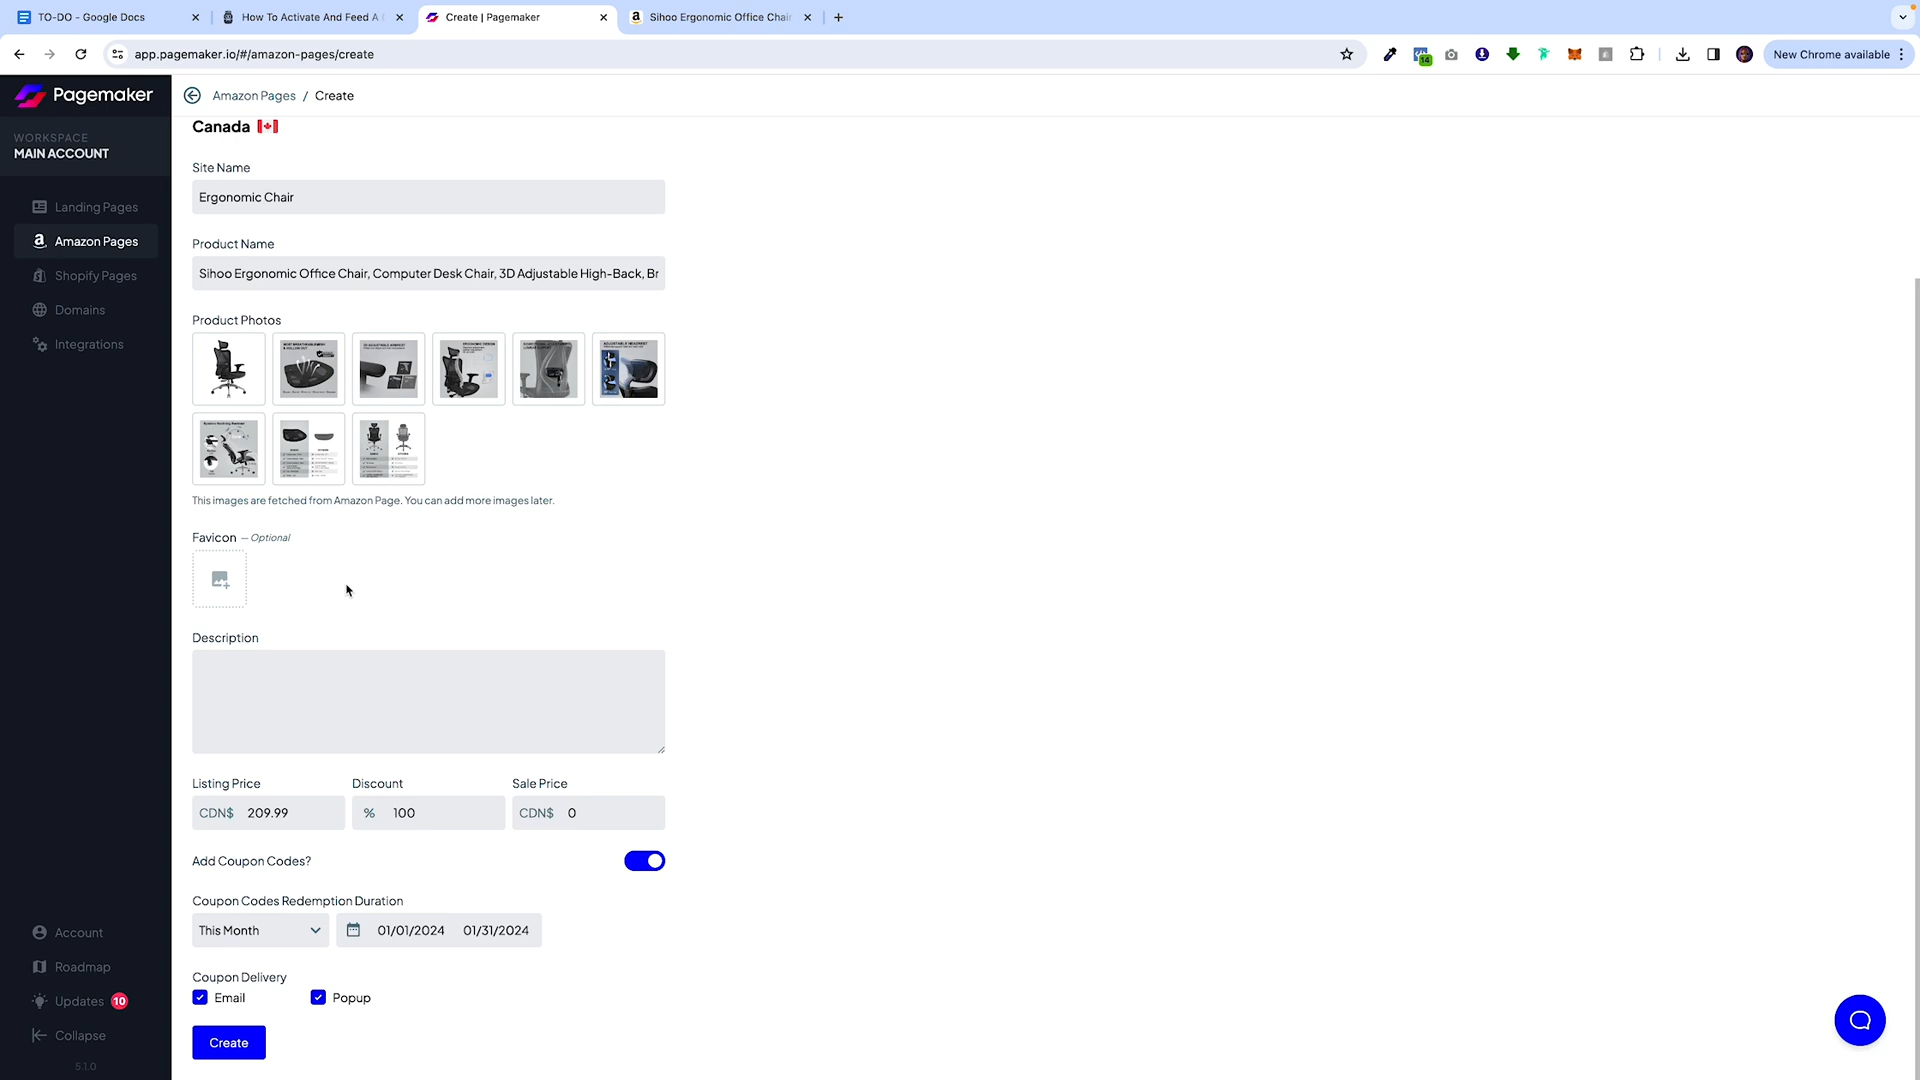 TO-DO - Google Docs
How To Activate And Feed A
Create | Pagemaker
Sihoo Ergonomic Office Chair
app.pagemaker.io/#/amazon-pages/create
14
New Chrome available
Pagemaker
Amazon Pages / Create
WORKSPACE
MAIN ACCOUNT
Landing Pages
Amazon Pages
Shopify Pages
Domains
Integrations
Canada
Site Name
Ergonomic Chair
Product Name
Sihoo Ergonomic Office Chair, Computer Desk Chair, 3D Adjustable High-Back, Br
Product Photos
This images are fetched from Amazon Page. You can add more images later.
Favicon — Optional
Description
Listing Price Discount Sale Price
CDN$ 209.99 % 100 CDN$ 0
Add Coupon Codes?
Coupon Codes Redemption Duration
This Month 01/01/2024 01/31/2024
Coupon Delivery
Email Popup
Create
Account
Roadmap
Updates 10
Collapse
5.1.0